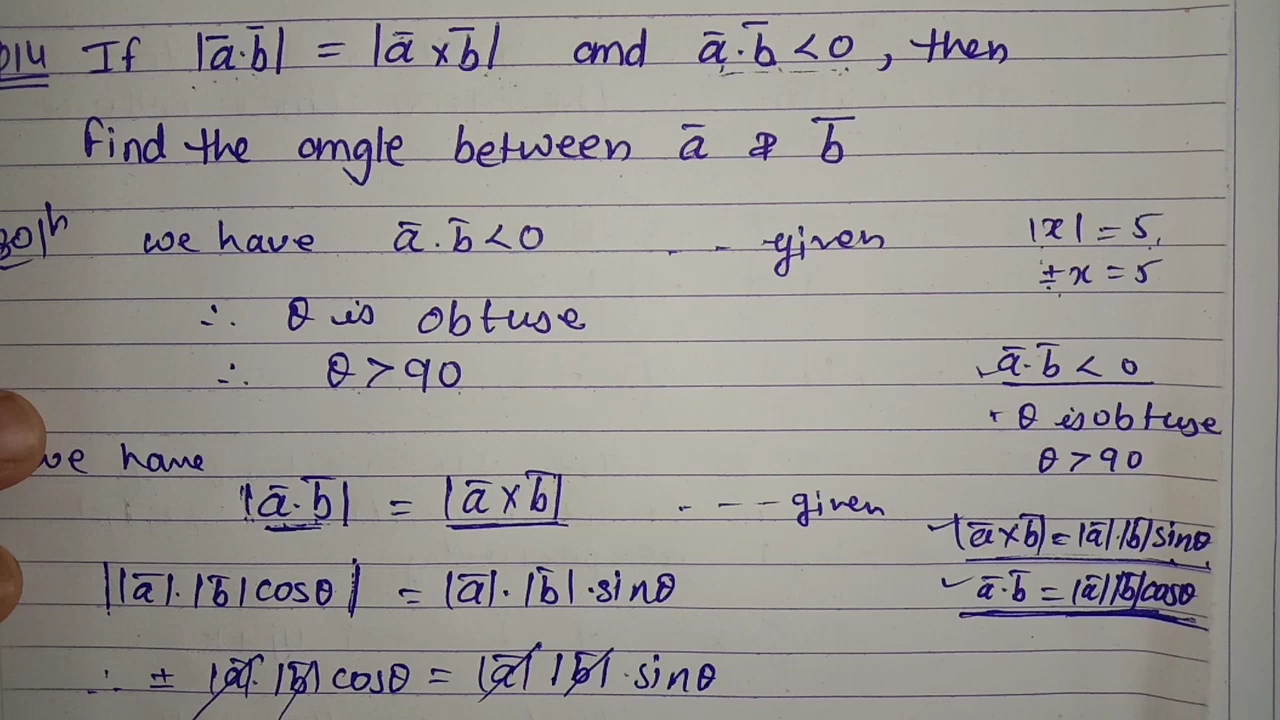 Q14 If |ā·b̄| = |ā × b̄| and ā·b̄ < 0, then
find the angle between ā & b̄
Solⁿ we have ā·b̄ < 0 --- given
|x| = 5,
± x = 5
∴ θ is obtuse
∴ θ > 90
ā·b̄ < 0
θ is obtuse
θ > 90
we have
|ā·b̄| = |ā × b̄| --- given
|ā × b̄| = |ā|·|b̄| sinθ
ā·b̄ = |ā||b̄| cosθ
||ā|·|b̄| cosθ| = |ā|·|b̄|·sinθ
∴ ± |ā|·|b̄| cosθ = |ā| |b̄|·sinθ